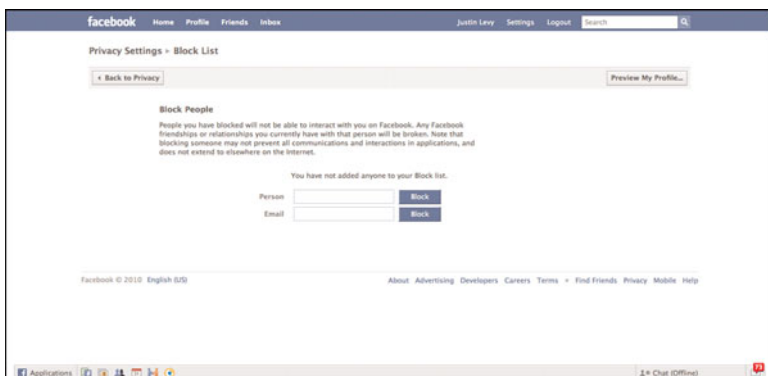 facebook Home Profile Friends Inbox Justin Levy Settings Logout Search
Privacy Settings ▸ Block List
◂ Back to Privacy Preview My Profile...
Block People
People you have blocked will not be able to interact with you on Facebook. Any Facebook
friendships or relationships you currently have with that person will be broken. Note that
blocking someone may not prevent all communications and interactions in applications, and
does not extend to elsewhere on the Internet.
You have not added anyone to your Block list.
Person Block
Email Block
Facebook © 2010 English (US) About Advertising Developers Careers Terms • Find Friends Privacy Mobile Help
Applications Chat (Offline) 73